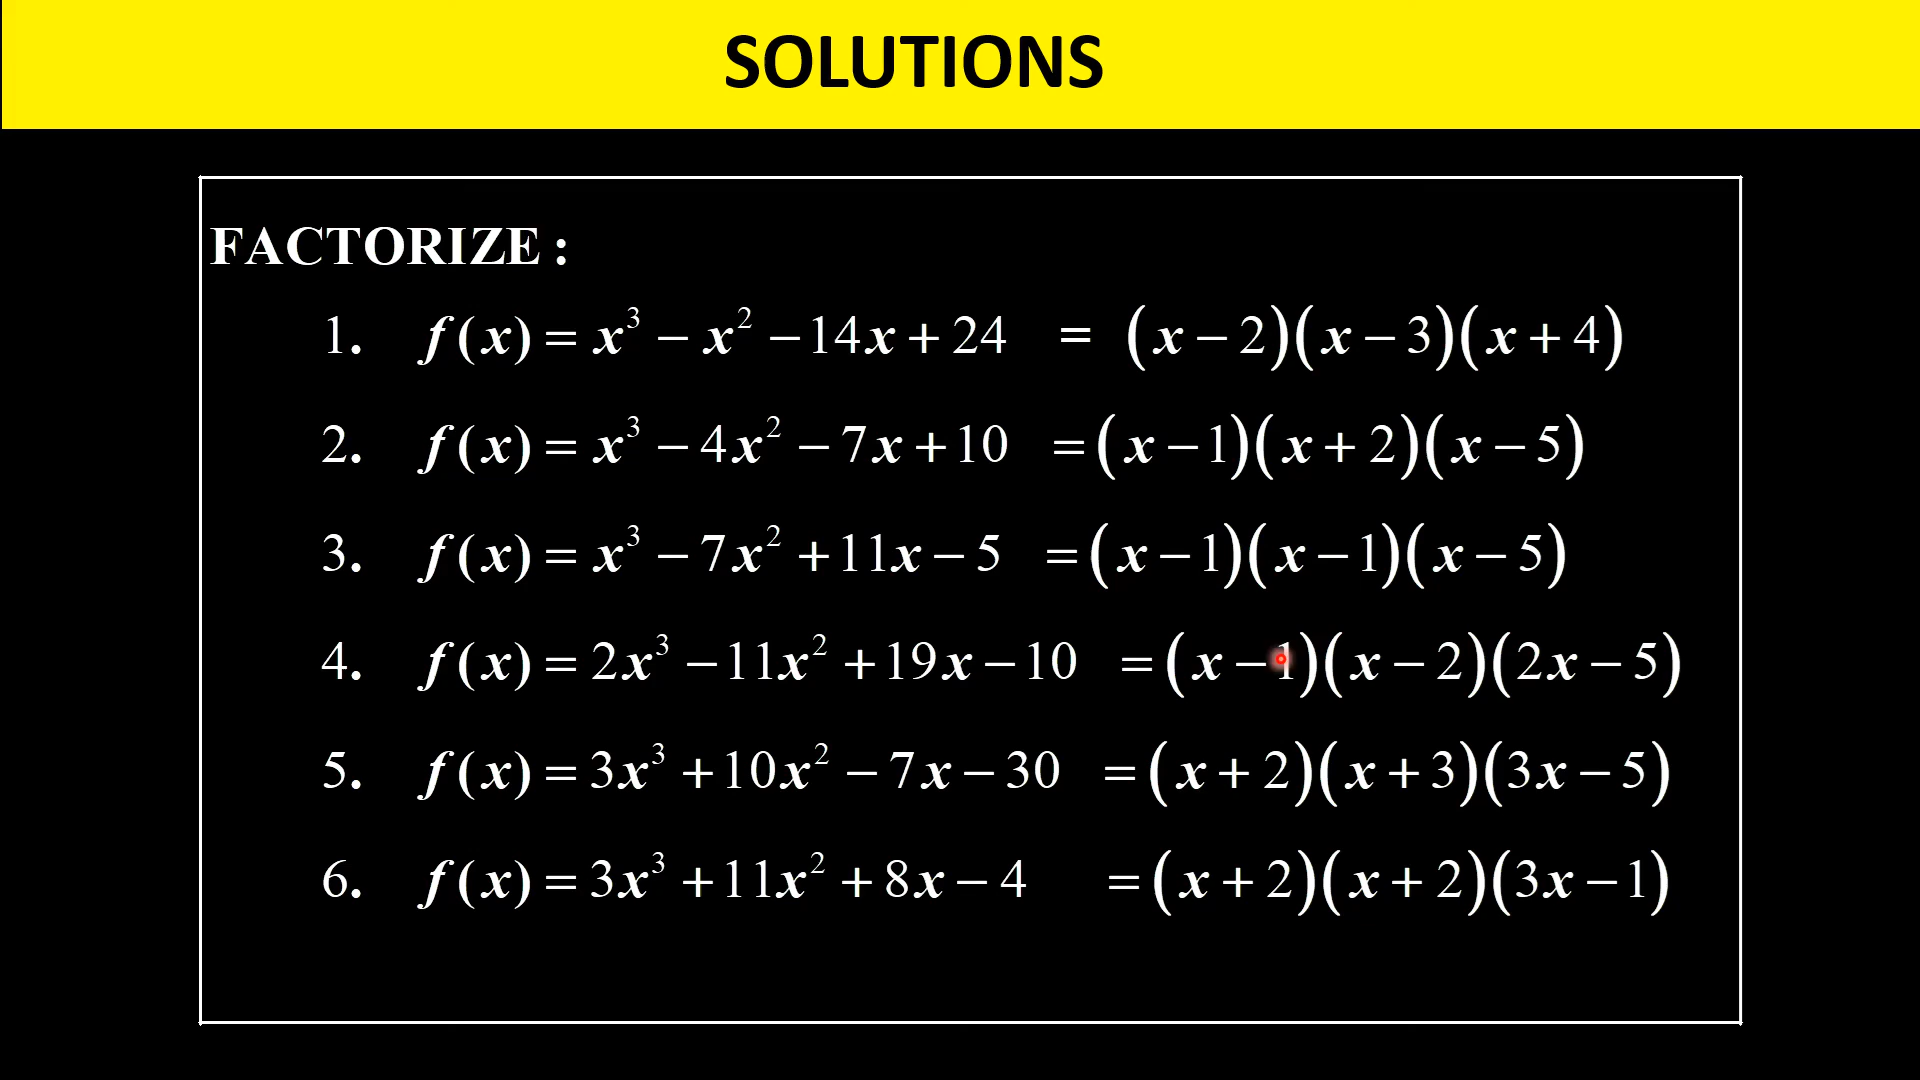 SOLUTIONS
FACTORIZE :
1. f(x) = x³ − x² − 14x + 24 = (x − 2)(x − 3)(x + 4)
2. f(x) = x³ − 4x² − 7x + 10 = (x − 1)(x + 2)(x − 5)
3. f(x) = x³ − 7x² + 11x − 5 = (x − 1)(x − 1)(x − 5)
4. f(x) = 2x³ − 11x² + 19x − 10 = (x − 1)(x − 2)(2x − 5)
5. f(x) = 3x³ + 10x² − 7x − 30 = (x + 2)(x + 3)(3x − 5)
6. f(x) = 3x³ + 11x² + 8x − 4 = (x + 2)(x + 2)(3x − 1)